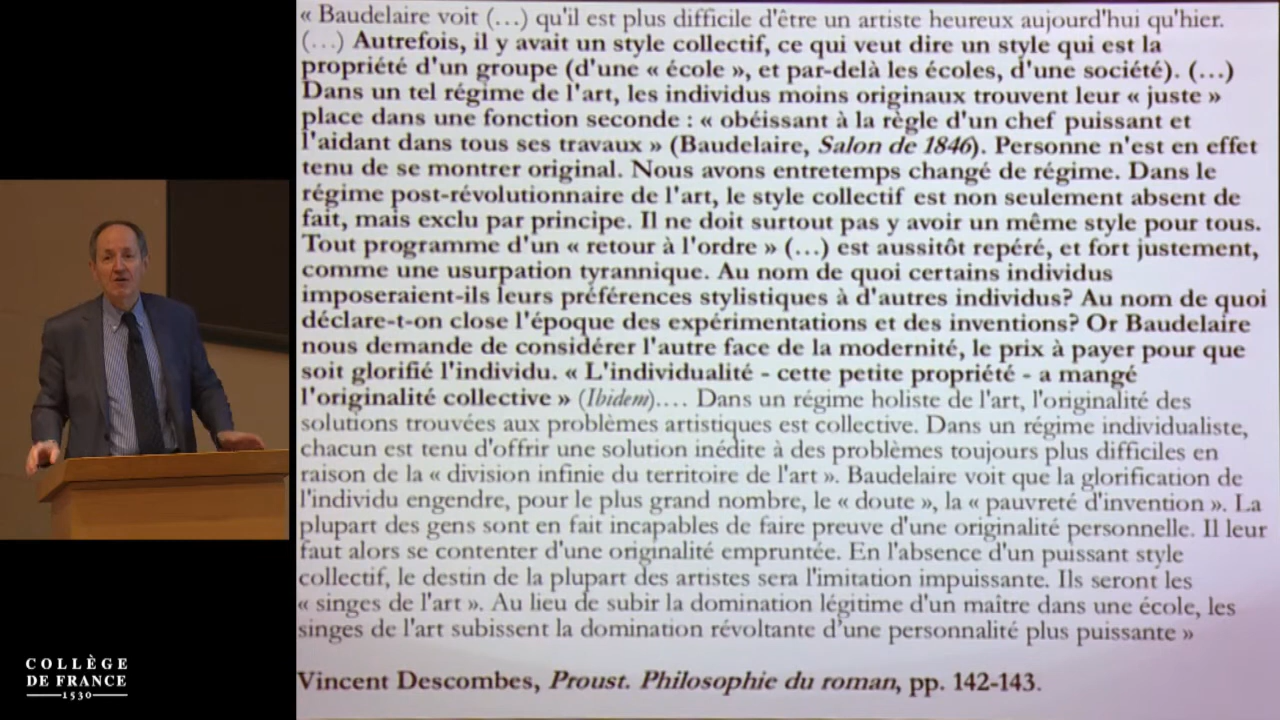 « Baudelaire voit (…) qu'il est plus difficile d'être un artiste heureux aujourd'hui qu'hier.
(…) Autrefois, il y avait un style collectif, ce qui veut dire un style qui est la
propriété d'un groupe (d'une « école », et par-delà les écoles, d'une société). (…)
Dans un tel régime de l'art, les individus moins originaux trouvent leur « juste »
place dans une fonction seconde : « obéissant à la règle d'un chef puissant et
l'aidant dans tous ses travaux » (Baudelaire, Salon de 1846). Personne n'est en effet
tenu de se montrer original. Nous avons entretemps changé de régime. Dans le
régime post-révolutionnaire de l'art, le style collectif est non seulement absent de
fait, mais exclu par principe. Il ne doit surtout pas y avoir un même style pour tous.
Tout programme d'un « retour à l'ordre » (…) est aussitôt repéré, et fort justement,
comme une usurpation tyrannique. Au nom de quoi certains individus
imposeraient-ils leurs préférences stylistiques à d'autres individus? Au nom de quoi
déclare-t-on close l'époque des expérimentations et des inventions? Or Baudelaire
nous demande de considérer l'autre face de la modernité, le prix à payer pour que
soit glorifié l'individu. « L'individualité - cette petite propriété - a mangé
l'originalité collective » (Ibidem)…. Dans un régime holiste de l'art, l'originalité des
solutions trouvées aux problèmes artistiques est collective. Dans un régime individualiste,
chacun est tenu d'offrir une solution inédite à des problèmes toujours plus difficiles en
raison de la « division infinie du territoire de l'art ». Baudelaire voit que la glorification de
l'individu engendre, pour le plus grand nombre, le « doute », la « pauvreté d'invention ». La
plupart des gens sont en fait incapables de faire preuve d'une originalité personnelle. Il leur
faut alors se contenter d'une originalité empruntée. En l'absence d'un puissant style
collectif, le destin de la plupart des artistes sera l'imitation impuissante. Ils seront les
« singes de l'art ». Au lieu de subir la domination légitime d'un maître dans une école, les
singes de l'art subissent la domination révoltante d'une personnalité plus puissante »
Vincent Descombes, Proust. Philosophie du roman, pp. 142-143.
COLLÈGE
DE FRANCE
1530